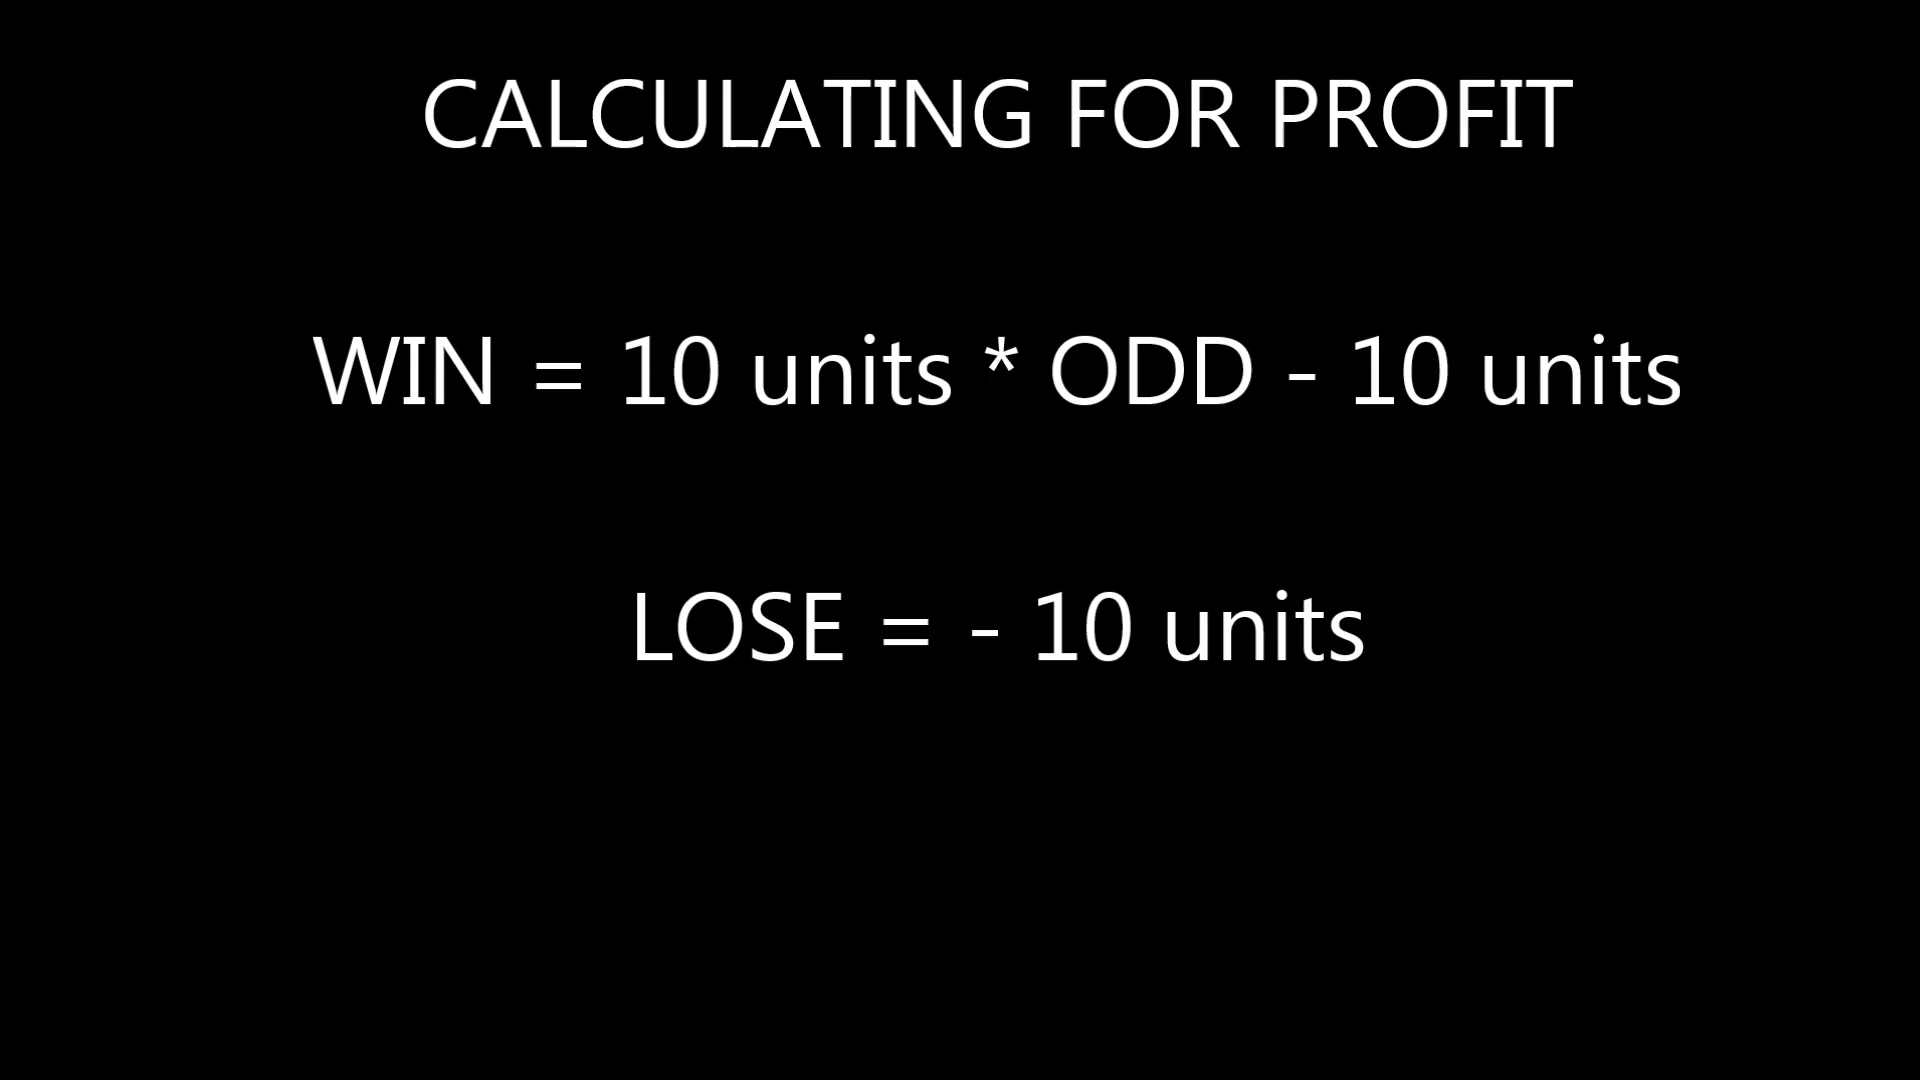 CALCULATING FOR PROFIT
WIN = 10 units * ODD - 10 units
LOSE = - 10 units